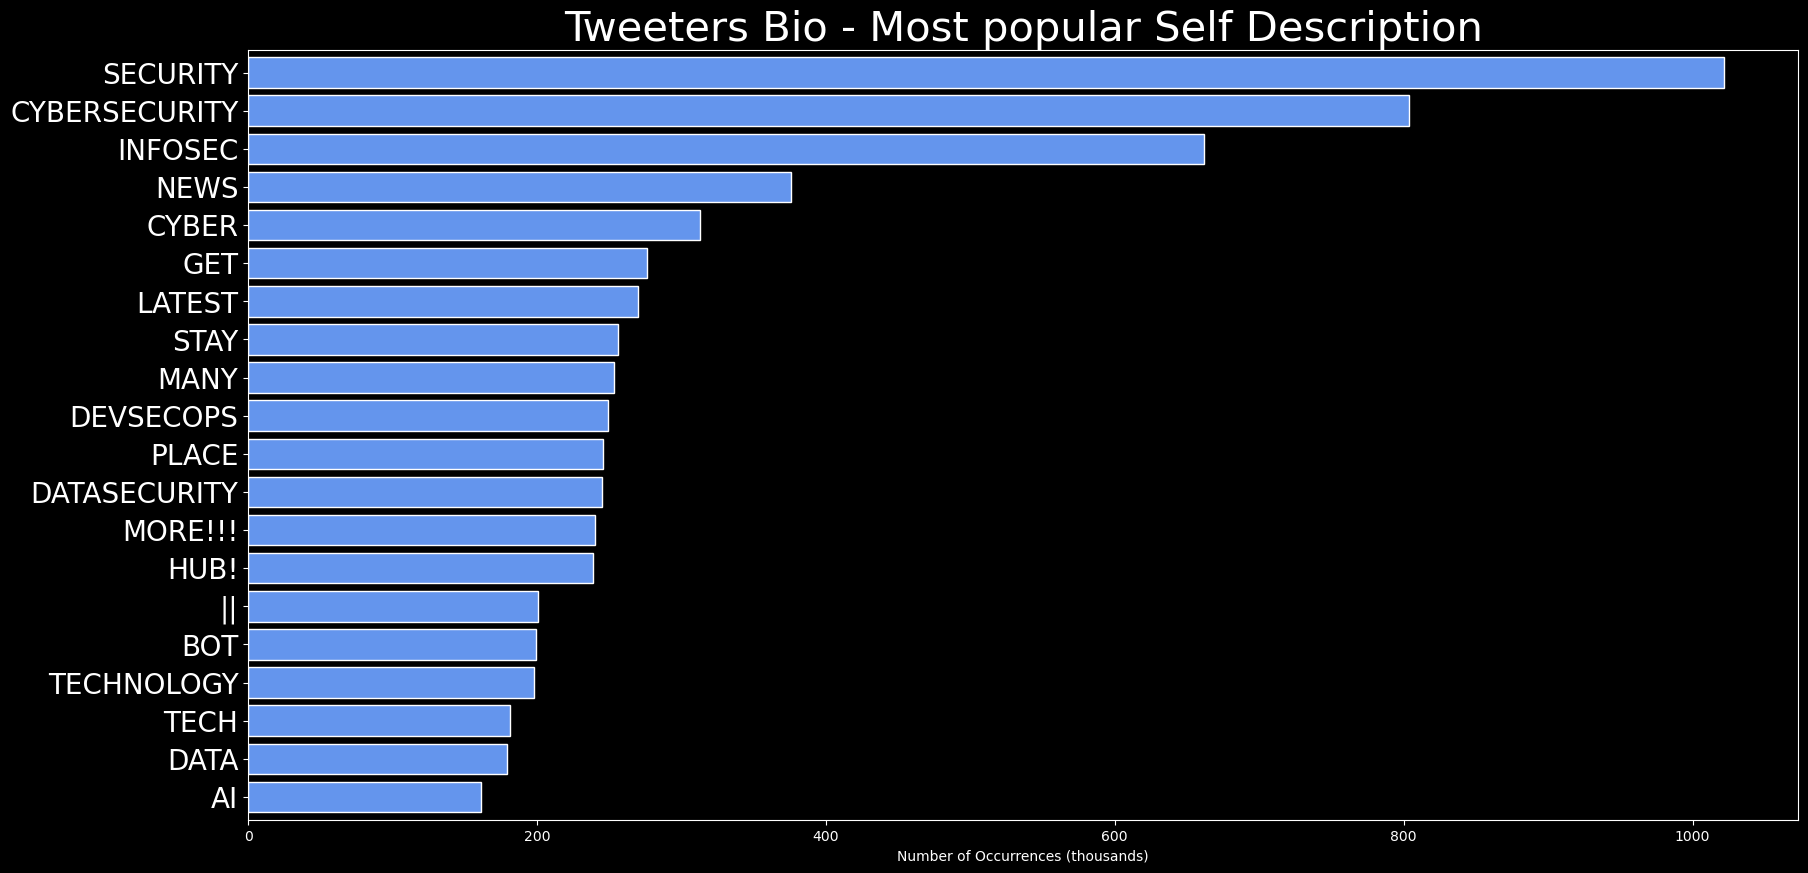 Tweeters Bio - Most popular Self Description
SECURITY
CYBERSECURITY
INFOSEC
NEWS
CYBER
GET
LATEST
STAY
MANY
DEVSECOPS
PLACE
DATASECURITY
MORE!!!
HUB!
||
BOT
TECHNOLOGY
TECH
DATA
AI
0 200 400 600 800 1000
Number of Occurrences (thousands)